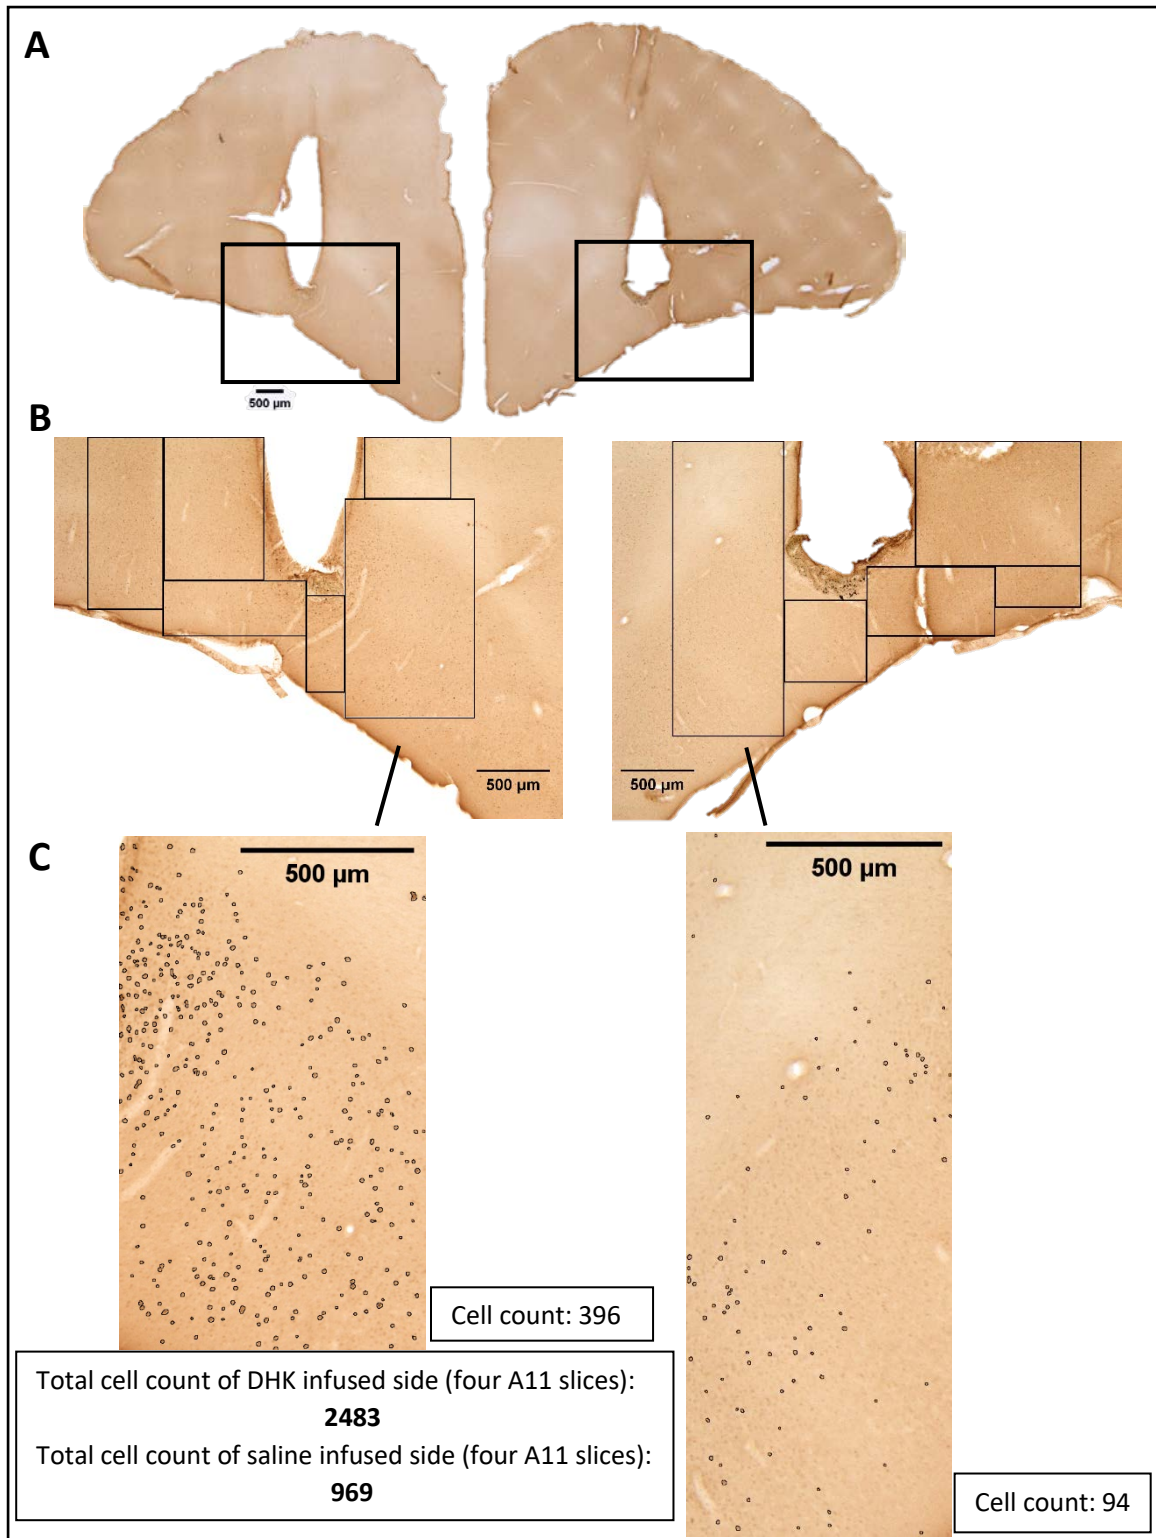 A
500 µm
B
500 µm
500 µm
C
500 µm
500 µm
Cell count: 396
Total cell count of DHK infused side (four A11 slices):
2483
Total cell count of saline infused side (four A11 slices):
969
Cell count: 94